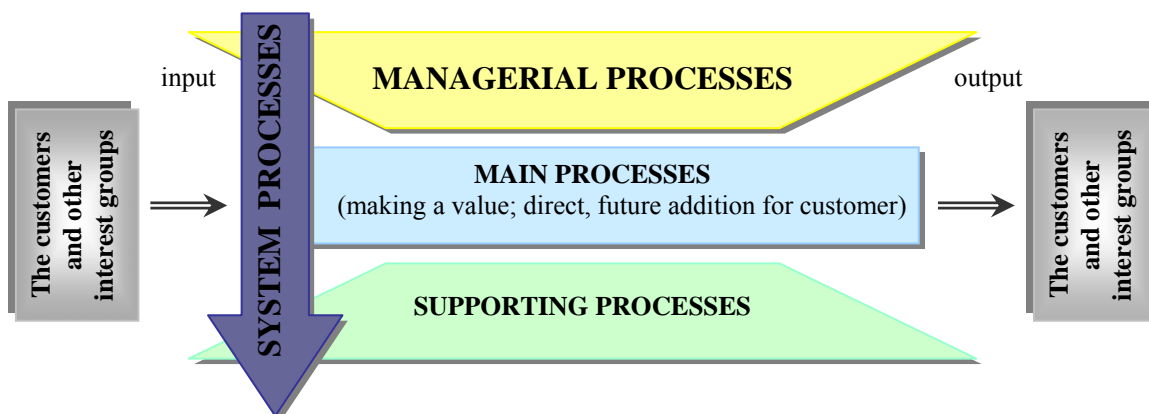 input
The customers
and other
interest groups
SYSTEM PROCESSES
MANAGERIAL PROCESSES
MAIN PROCESSES
(making a value; direct, future addition for customer)
SUPPORTING PROCESSES
output
The customers
and other
interest groups